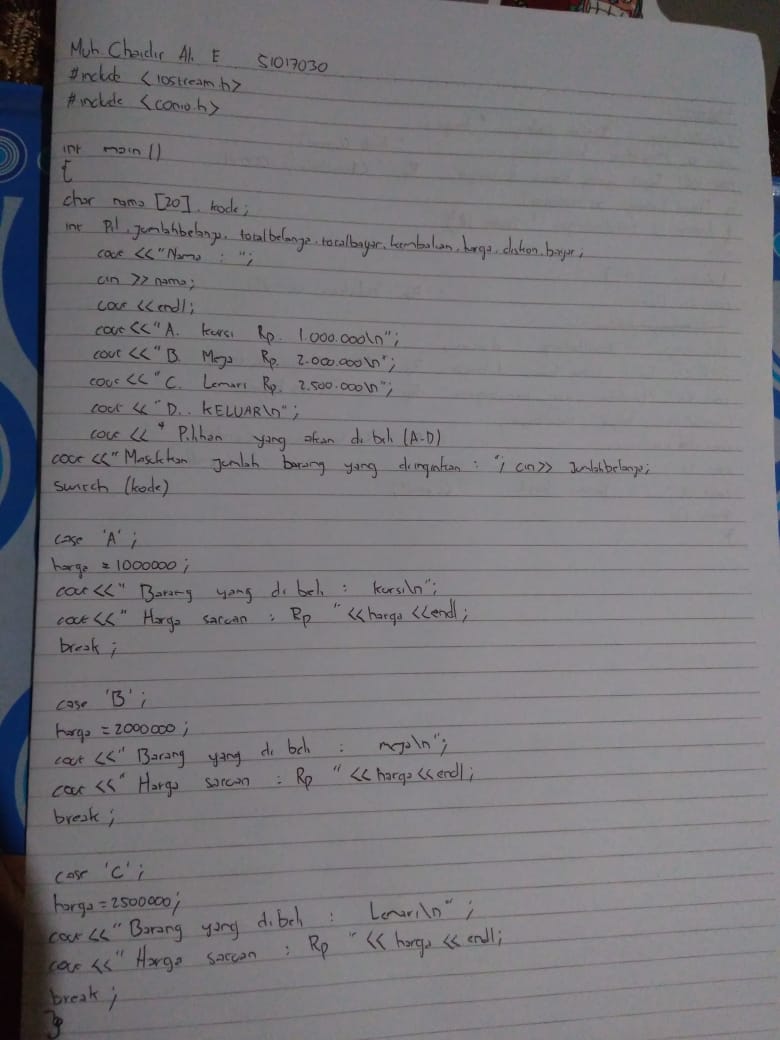 Muh. Chaidir Ali E 51017030
#include <iostream.h>
#include <conio.h>
int main ()
{
char nama [20], kode;
int Pil, jumlahbelanja, totalbelanja, totalbayar, kembalian, harga, diskon, bayar;
cout <<"Nama : ";
cin >> nama;
cout <<endl;
cout <<"A. Kursi Rp. 1.000.000\n";
cout <<"B. Meja Rp. 2.000.000\n";
cout <<"C. Lemari Rp. 2.500.000\n";
cout <<"D. KELUAR\n";
cout <<" Pilihan yang akan di beli (A-D)
cout <<"Masukkan jumlah barang yang diinginkan : "; cin>> Jumlahbelanja;
switch (kode)
case 'A';
harga = 1000000;
cout <<" Barang yang di beli : kursi\n";
cout <<" Harga satuan : Rp " <<harga <<endl;
break;
case 'B';
harga = 2000000;
cout <<" Barang yang di beli : meja\n";
cout <<" Harga satuan : Rp " << harga <<endl;
break;
case 'C';
harga = 2500000;
cout <<" Barang yang dibeli : Lemari\n";
cout <<" Harga satuan : Rp " << harga << endl;
break;
}